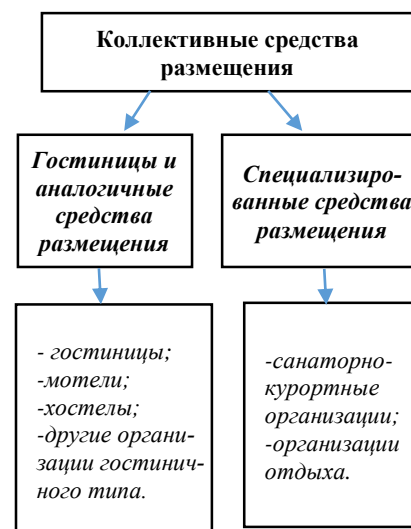 Коллективные средства
размещения
Гостиницы и
аналогичные
средства
размещения
Специализиро-
ванные средства
размещения
- гостиницы;
-мотели;
-хостелы;
-другие органи-
зации гостинич-
ного типа.
-санаторно-
курортные
организации;
-организации
отдыха.